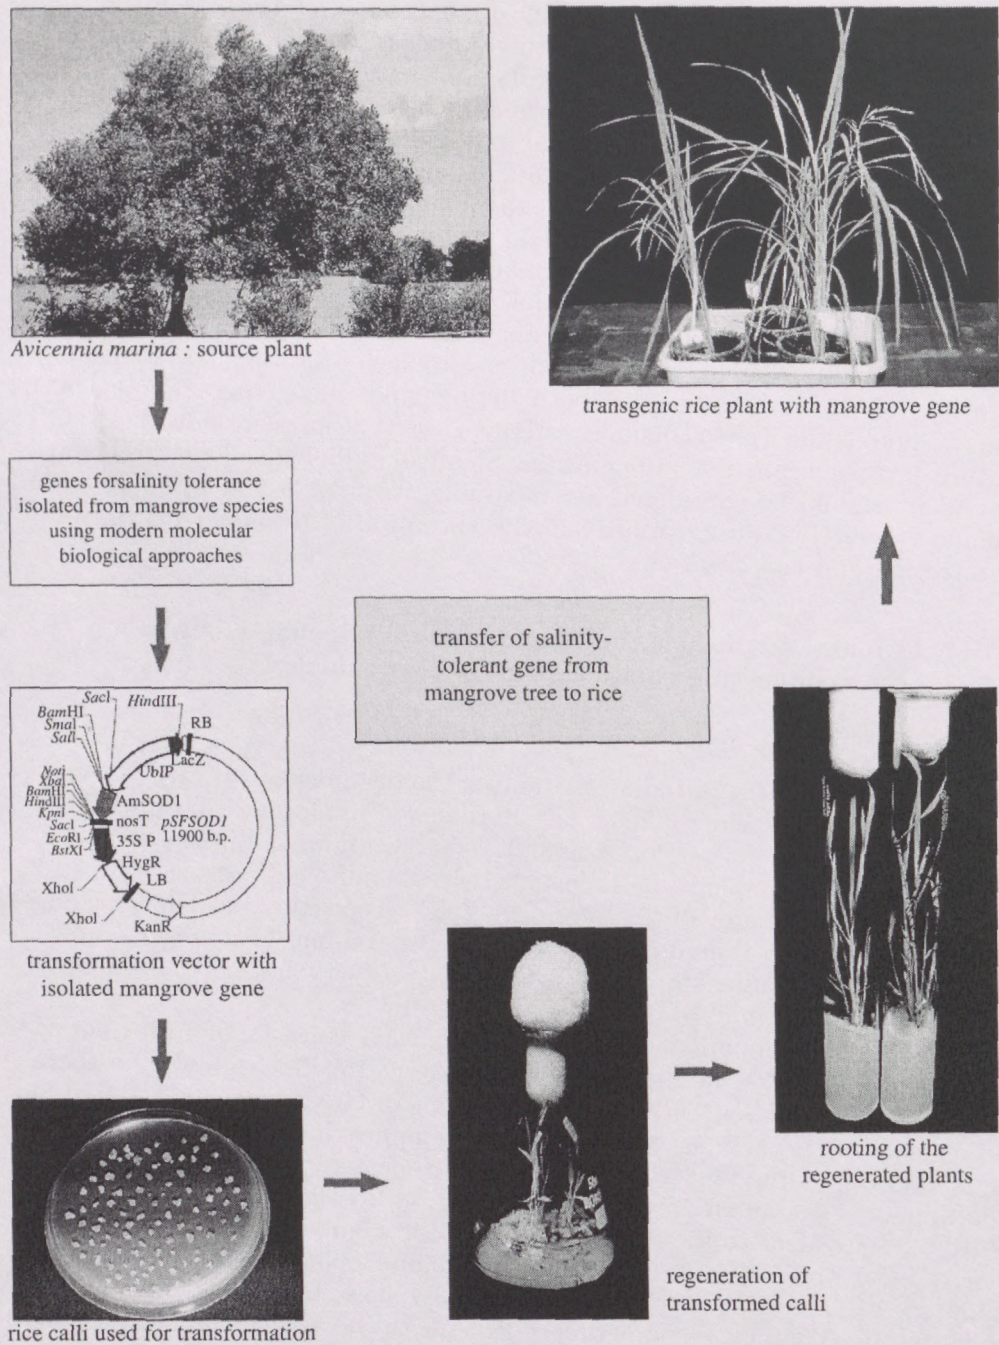 Avicennia marina : source plant
genes forsalinity tolerance
isolated from mangrove species
using modern molecular
biological approaches
SacI
HindIII
BamHI
SmaI
SalI
RB
LacZ
UbIP
NotI
XbaI
BamHI
HindIII
KpnI
SacI
EcoRI
BstXI
AmSOD1
nosT
pSFSOD1
35S P
11900 b.p.
HygR
XhoI
LB
XhoI
KanR
transformation vector with
isolated mangrove gene
rice calli used for transformation
regeneration of
transformed calli
rooting of the
regenerated plants
transgenic rice plant with mangrove gene
transfer of salinity-
tolerant gene from
mangrove tree to rice